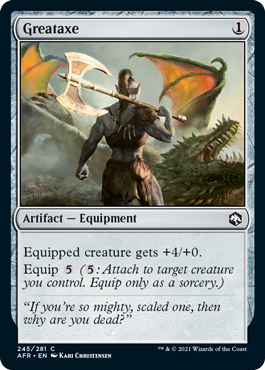 Greataxe 1
Artifact — Equipment
Equipped creature gets +4/+0.
Equip 5 (5: Attach to target creature
you control. Equip only as a sorcery.)
“If you're so mighty, scaled one, then
why are you dead?”
245/281 C
AFR • EN Kari Christensen
™ & © 2021 Wizards of the Coast